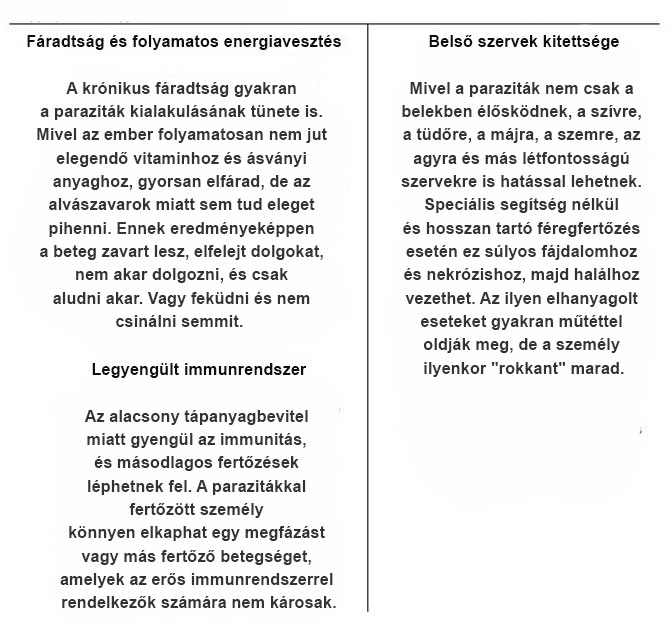 Fáradtság és folyamatos energiavesztés
A krónikus fáradtság gyakran
a paraziták kialakulásának tünete is.
Mivel az ember folyamatosan nem jut
elegendő vitaminhoz és ásványi
anyaghoz, gyorsan elfárad, de az
alvászavarok miatt sem tud eleget
pihenni. Ennek eredményeképpen
a beteg zavart lesz, elfelejt dolgokat,
nem akar dolgozni, és csak
aludni akar. Vagy feküdni és nem
csinálni semmit.
Legyengült immunrendszer
Az alacsony tápanyagbevitel
miatt gyengül az immunitás,
és másodlagos fertőzések
léphetnek fel. A parazitákkal
fertőzött személy
könnyen elkaphat egy megfázást
vagy más fertőző betegséget,
amelyek az erős immunrendszerrel
rendelkezők számára nem károsak.
Belső szervek kitettsége
Mivel a paraziták nem csak a
belekben élősködnek, a szívre,
a tüdőre, a májra, a szemre, az
agyra és más létfontosságú
szervekre is hatással lehetnek.
Speciális segítség nélkül
és hosszan tartó féregfertőzés
esetén ez súlyos fájdalomhoz
és nekrózishoz, majd halálhoz
vezethet. Az ilyen elhanyagolt
eseteket gyakran műtéttel
oldják meg, de a személy
ilyenkor "rokkant" marad.